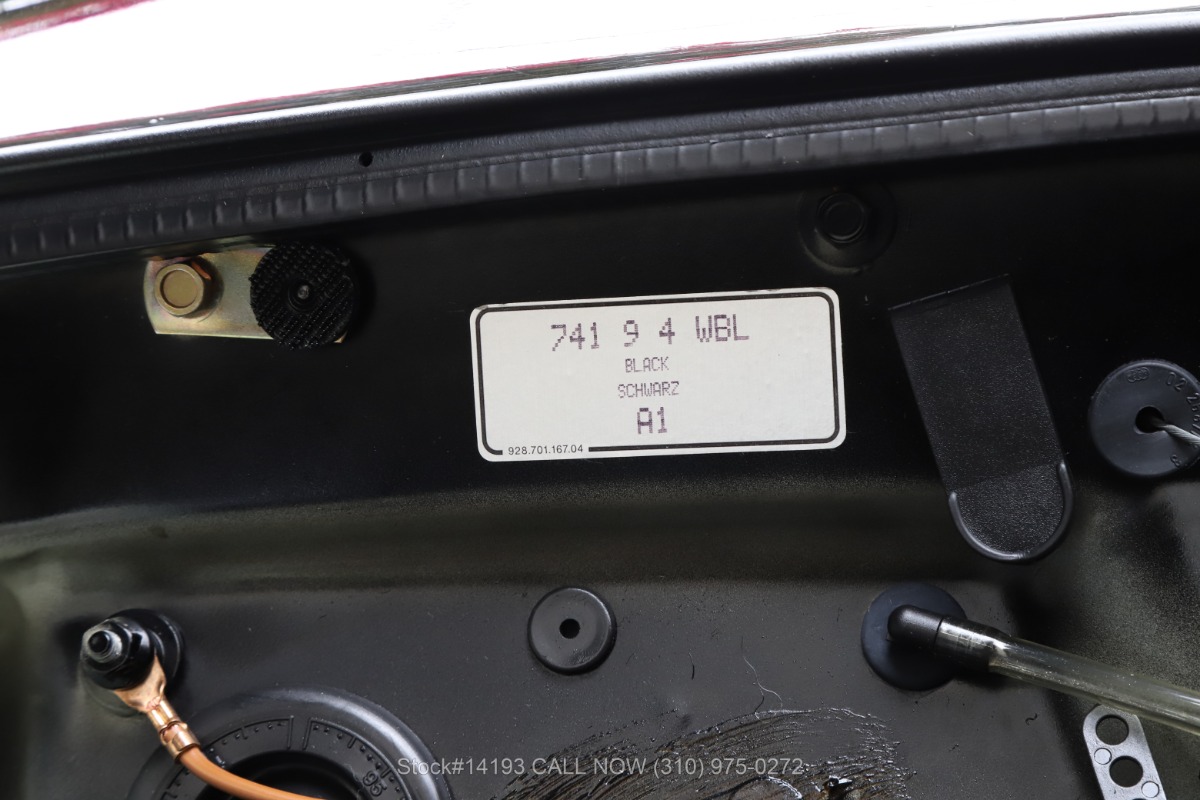 741 9 4 WBL
BLACK
SCHWARZ
A1
928.701.167.04
Stock#14193 CALL NOW (310) 975-0272